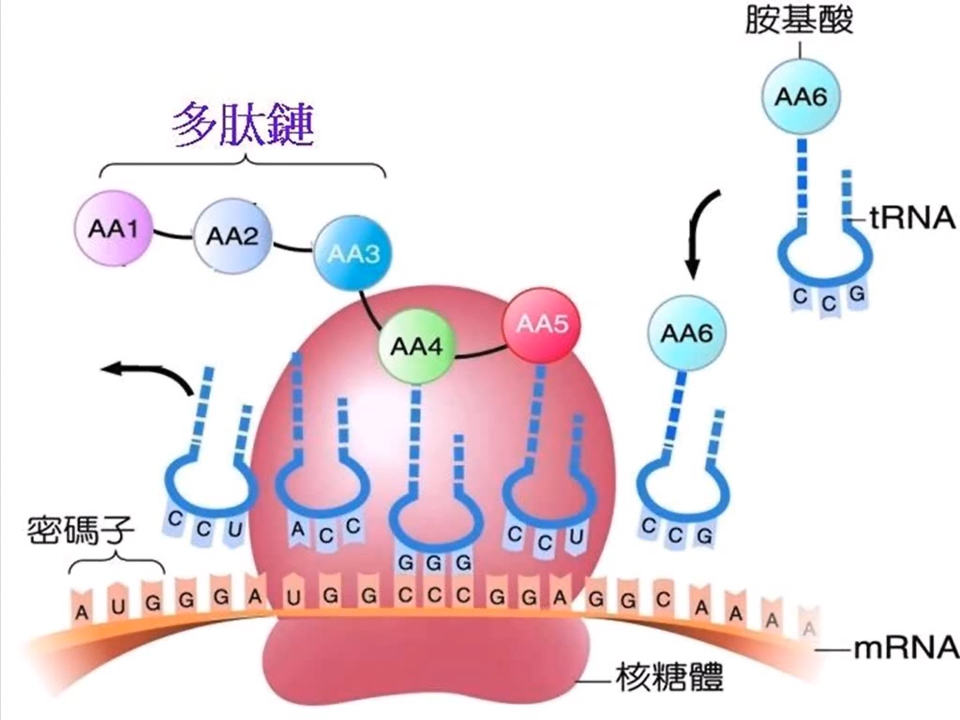 胺基酸
AA6
多肽鏈
AA1
AA2
AA3
tRNA
C C G
AA4
AA5
AA6
C C U
A C C
G G G
C C U
C C G
密碼子
A U G G G A U G G C C C G G A G G C A A A A
mRNA
核糖體